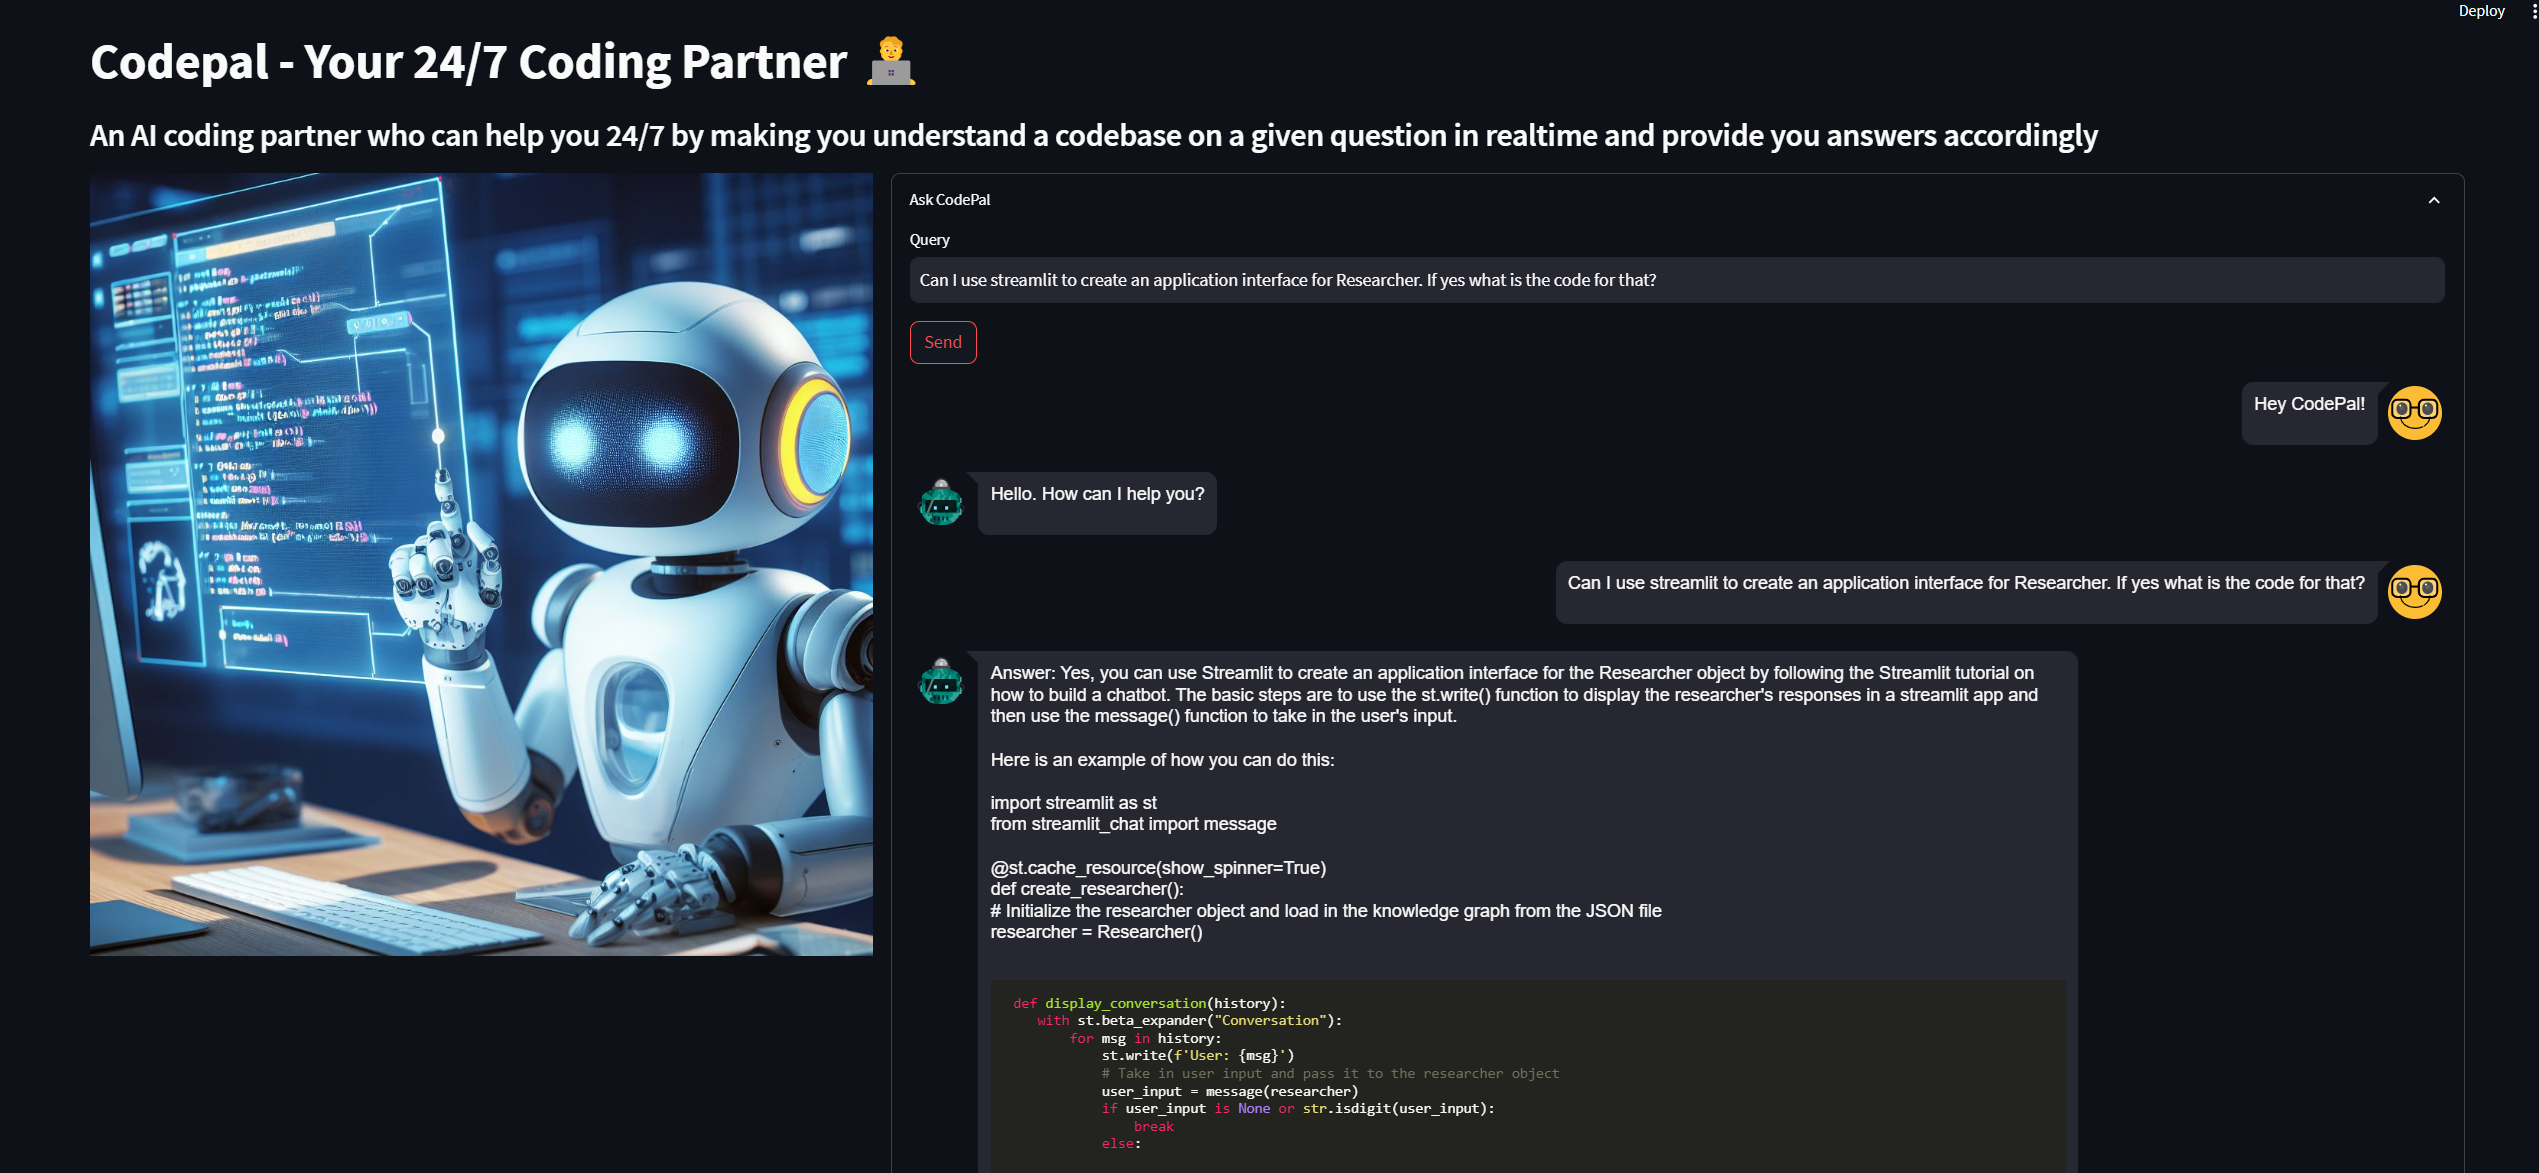 Deploy
Codepal - Your 24/7 Coding Partner
An AI coding partner who can help you 24/7 by making you understand a codebase on a given question in realtime and provide you answers accordingly
Ask CodePal
Query
Can I use streamlit to create an application interface for Researcher. If yes what is the code for that?
Send
Hey CodePal!
Hello. How can I help you?
Can I use streamlit to create an application interface for Researcher. If yes what is the code for that?
Answer: Yes, you can use Streamlit to create an application interface for the Researcher object by following the Streamlit tutorial on
how to build a chatbot. The basic steps are to use the st.write() function to display the researcher's responses in a streamlit app and
then use the message() function to take in the user's input.
Here is an example of how you can do this:
import streamlit as st
from streamlit_chat import message
@st.cache_resource(show_spinner=True)
def create_researcher():
# Initialize the researcher object and load in the knowledge graph from the JSON file
researcher = Researcher()
def display_conversation(history):
with st.beta_expander("Conversation"):
for msg in history:
st.write(f'User: {msg}')
# Take in user input and pass it to the researcher object
user_input = message(researcher)
if user_input is None or str.isdigit(user_input):
break
else: